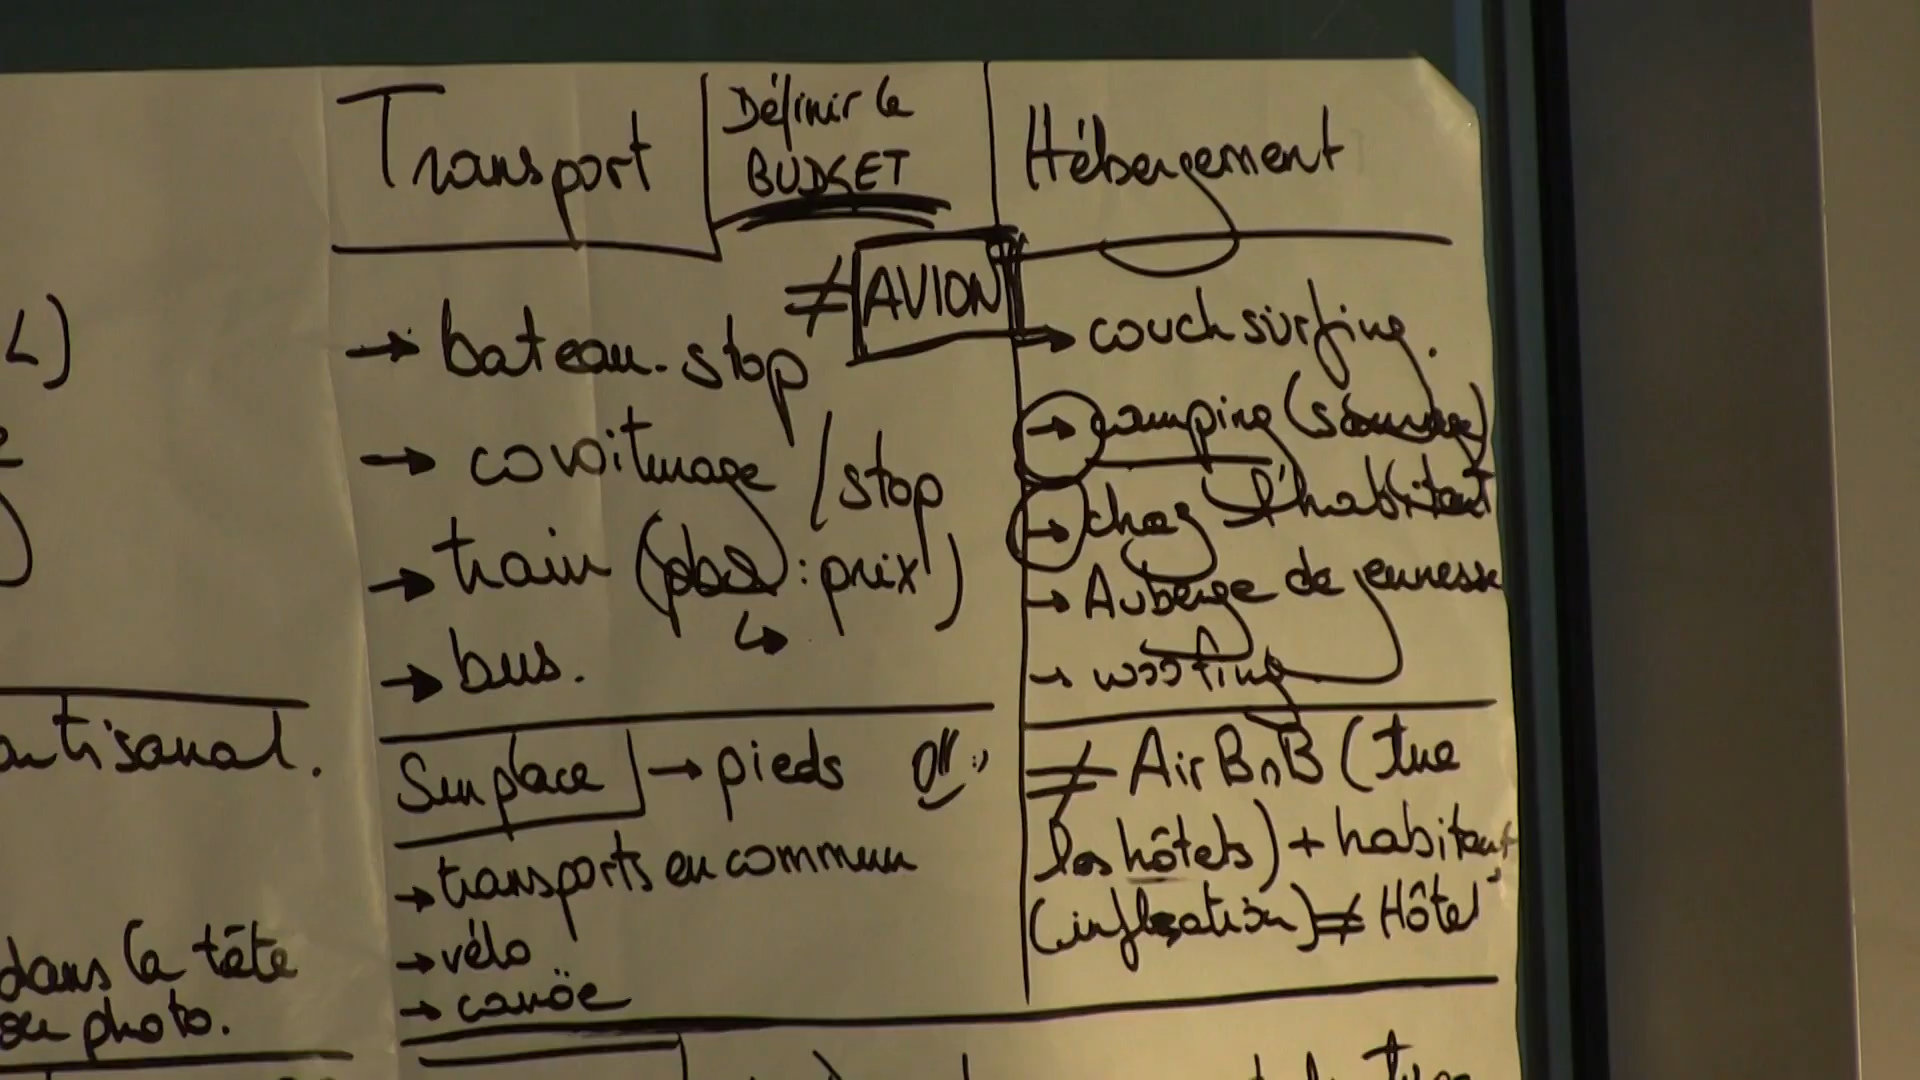 Transport
Définir le
BUDGET
≠ AVION
→ bateau-stop
→ covoiturage / stop
→ train ( : prix )
↳
→ bus.
Sur place → pieds
→ transports en commun
→ vélo
→ canöe
Hébergement
→ couchsurfing.
→ camping (sauvage)
→ chez l'habitant
→ Auberge de jeunesse
→ woofing
≠ AirBnB (tue
les hôtels) + habitant
(inflation) ≠ Hôtel
L)
artisanal.
dans la tête
ou photo.